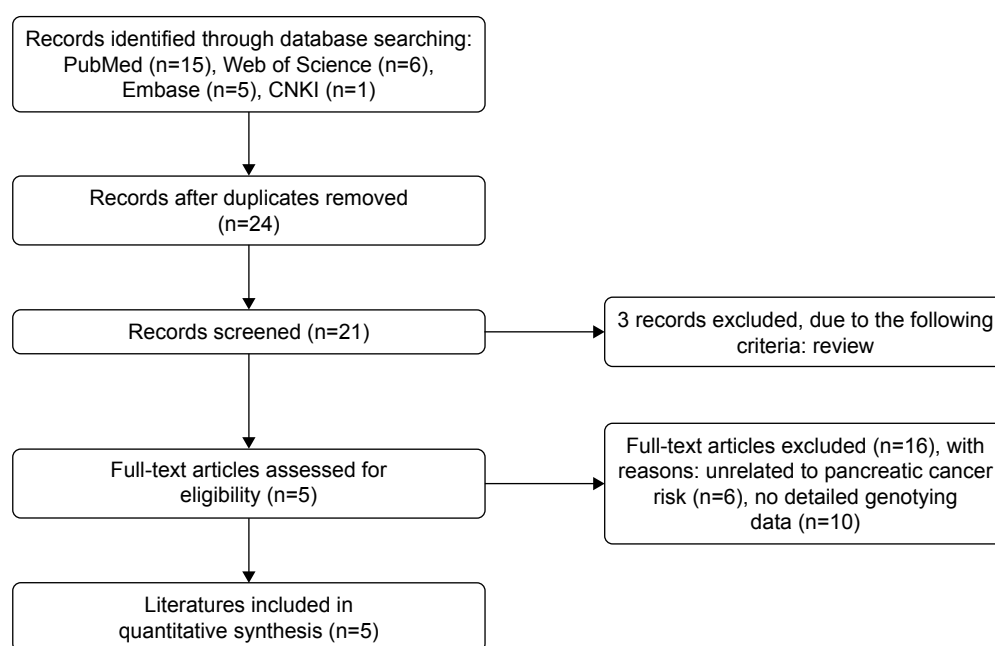 Records identified through database searching:
PubMed (n=15), Web of Science (n=6),
Embase (n=5), CNKI (n=1)
Records after duplicates removed
(n=24)
Records screened (n=21)
3 records excluded, due to the following
criteria: review
Full-text articles assessed for
eligibility (n=5)
Full-text articles excluded (n=16), with
reasons: unrelated to pancreatic cancer
risk (n=6), no detailed genotying
data (n=10)
Literatures included in
quantitative synthesis (n=5)